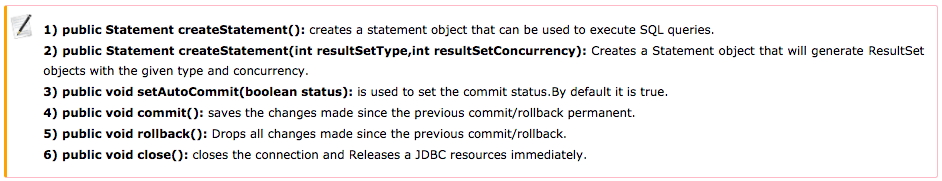 1) public Statement createStatement(): creates a statement object that can be used to execute SQL queries.
2) public Statement createStatement(int resultSetType,int resultSetConcurrency): Creates a Statement object that will generate ResultSet
objects with the given type and concurrency.
3) public void setAutoCommit(boolean status): is used to set the commit status.By default it is true.
4) public void commit(): saves the changes made since the previous commit/rollback permanent.
5) public void rollback(): Drops all changes made since the previous commit/rollback.
6) public void close(): closes the connection and Releases a JDBC resources immediately.